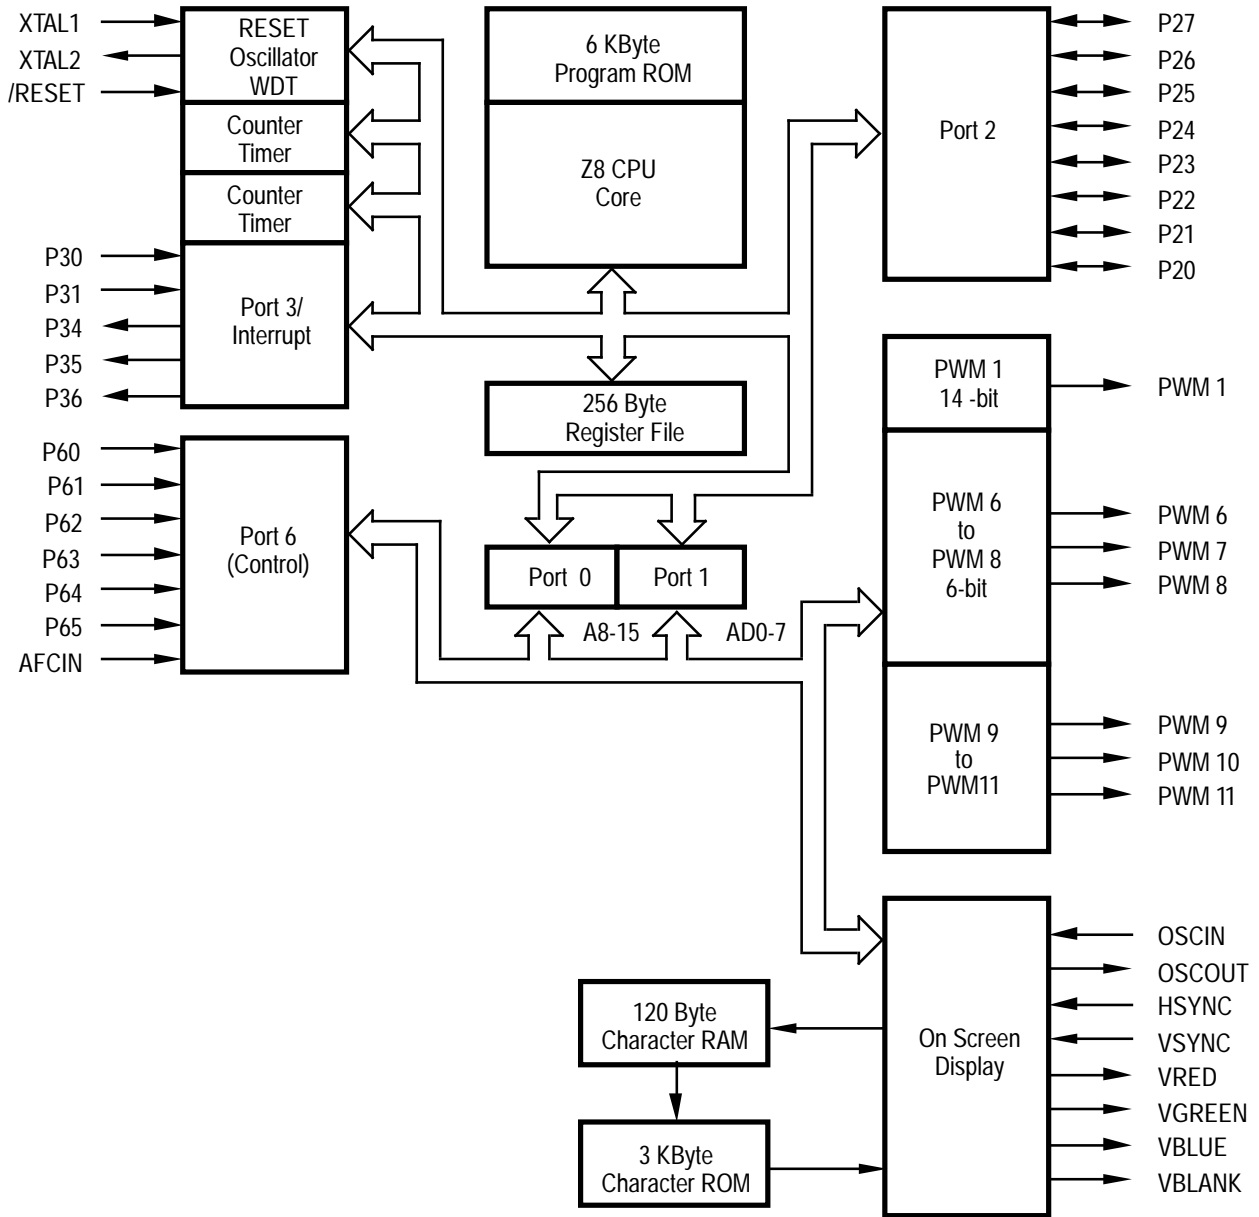 XTAL1
XTAL2
/RESET
RESET
Oscillator
WDT
Counter
Timer
Counter
Timer
P30
P31
P34
P35
P36
Port 3/
Interrupt
6 KByte
Program ROM
Z8 CPU
Core
256 Byte
Register File
Port 2
P27
P26
P25
P24
P23
P22
P21
P20
P60
P61
P62
P63
P64
P65
AFCIN
Port 6
(Control)
Port 0
Port 1
A8-15
AD0-7
PWM 1
14 -bit
PWM 1
PWM 6
to
PWM 8
6-bit
PWM 6
PWM 7
PWM 8
PWM 9
to
PWM11
PWM 9
PWM 10
PWM 11
120 Byte
Character RAM
3 KByte
Character ROM
On Screen
Display
OSCIN
OSCOUT
HSYNC
VSYNC
VRED
VGREEN
VBLUE
VBLANK